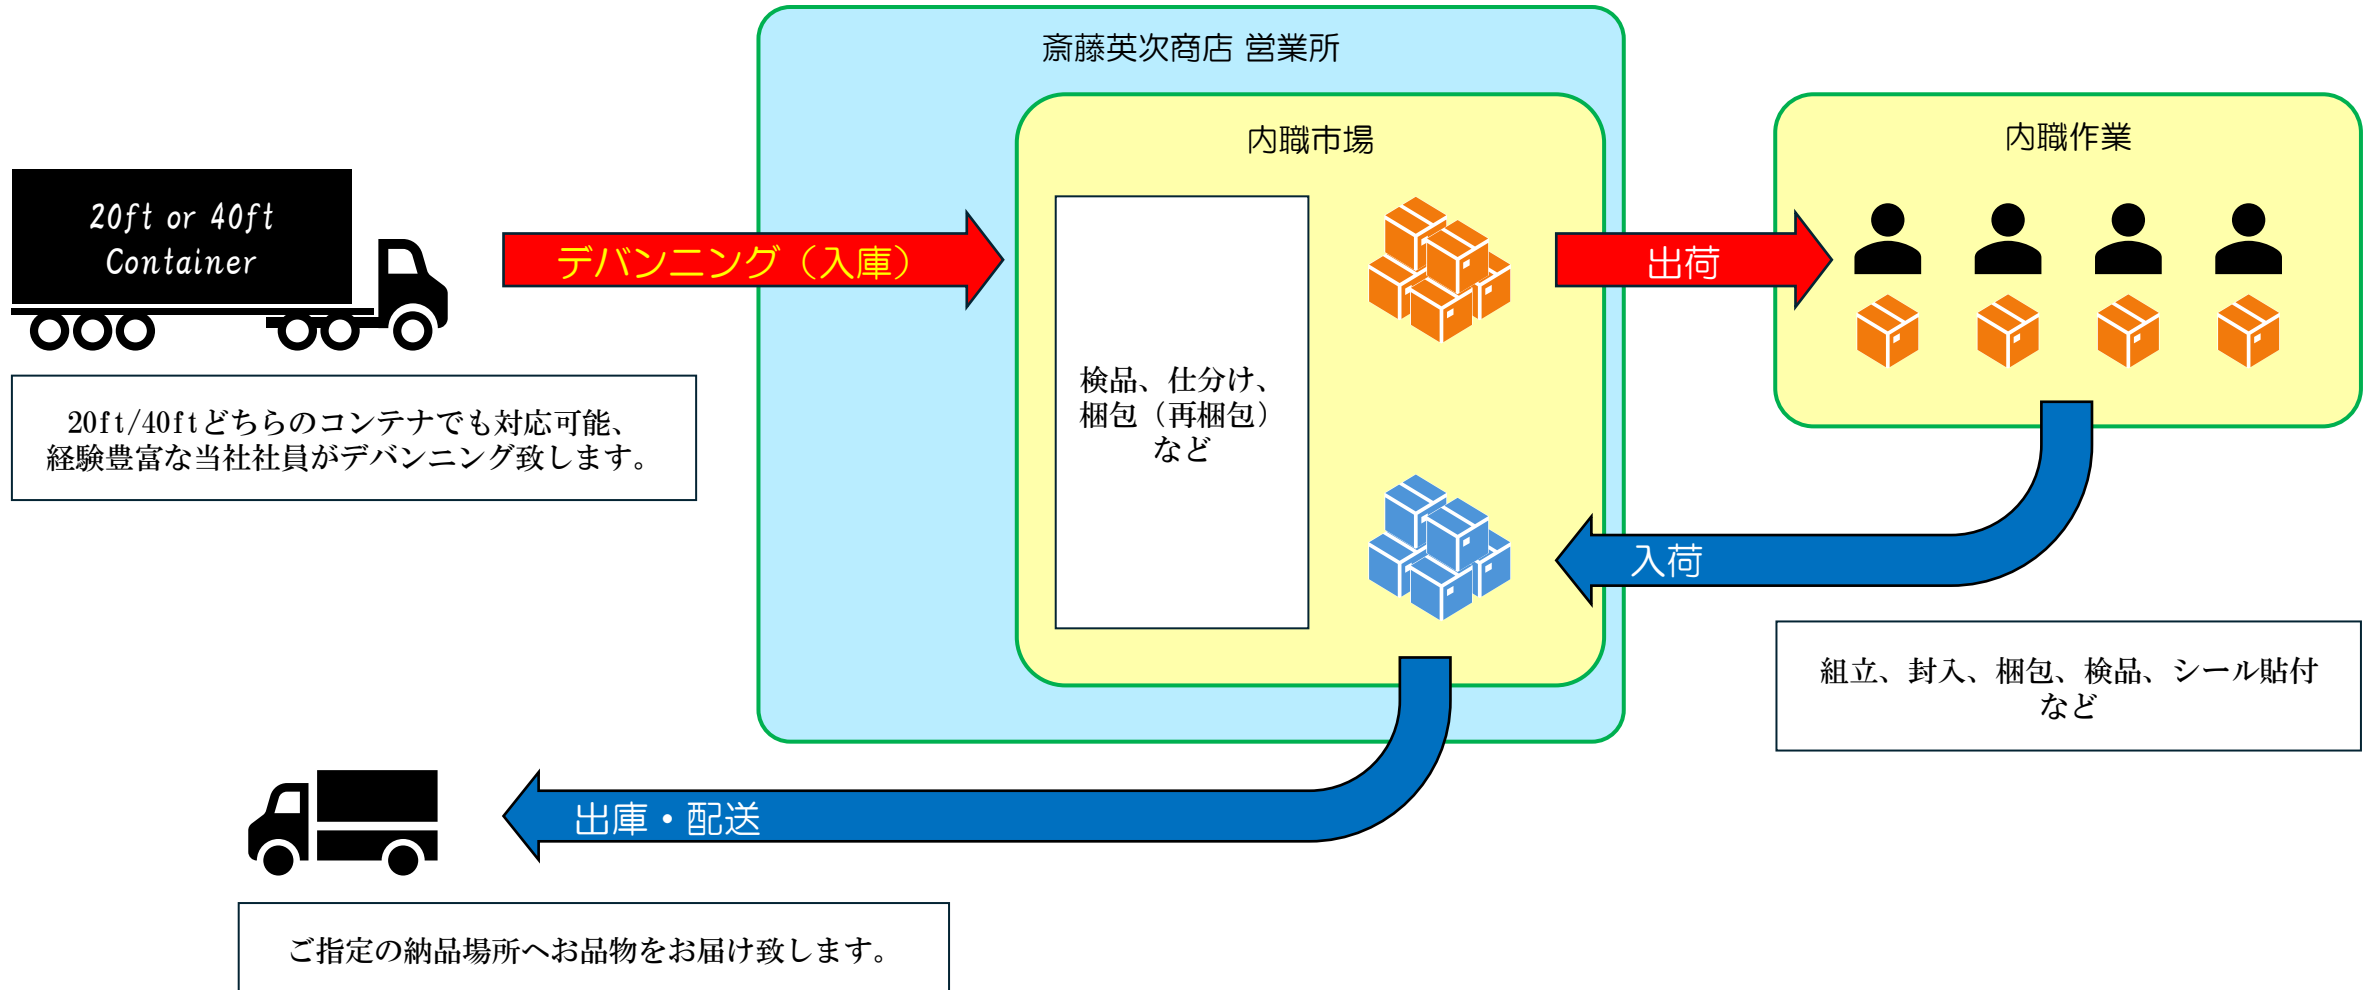 斎藤英次商店 営業所
内職市場
内職作業
20ft or 40ft
Container
デバンニング（入庫）
出荷
20ft/40ftどちらのコンテナでも対応可能、
経験豊富な当社社員がデバンニング致します。
検品、仕分け、
梱包（再梱包）
など
入荷
組立、封入、梱包、検品、シール貼付
など
出庫・配送
ご指定の納品場所へお品物をお届け致します。